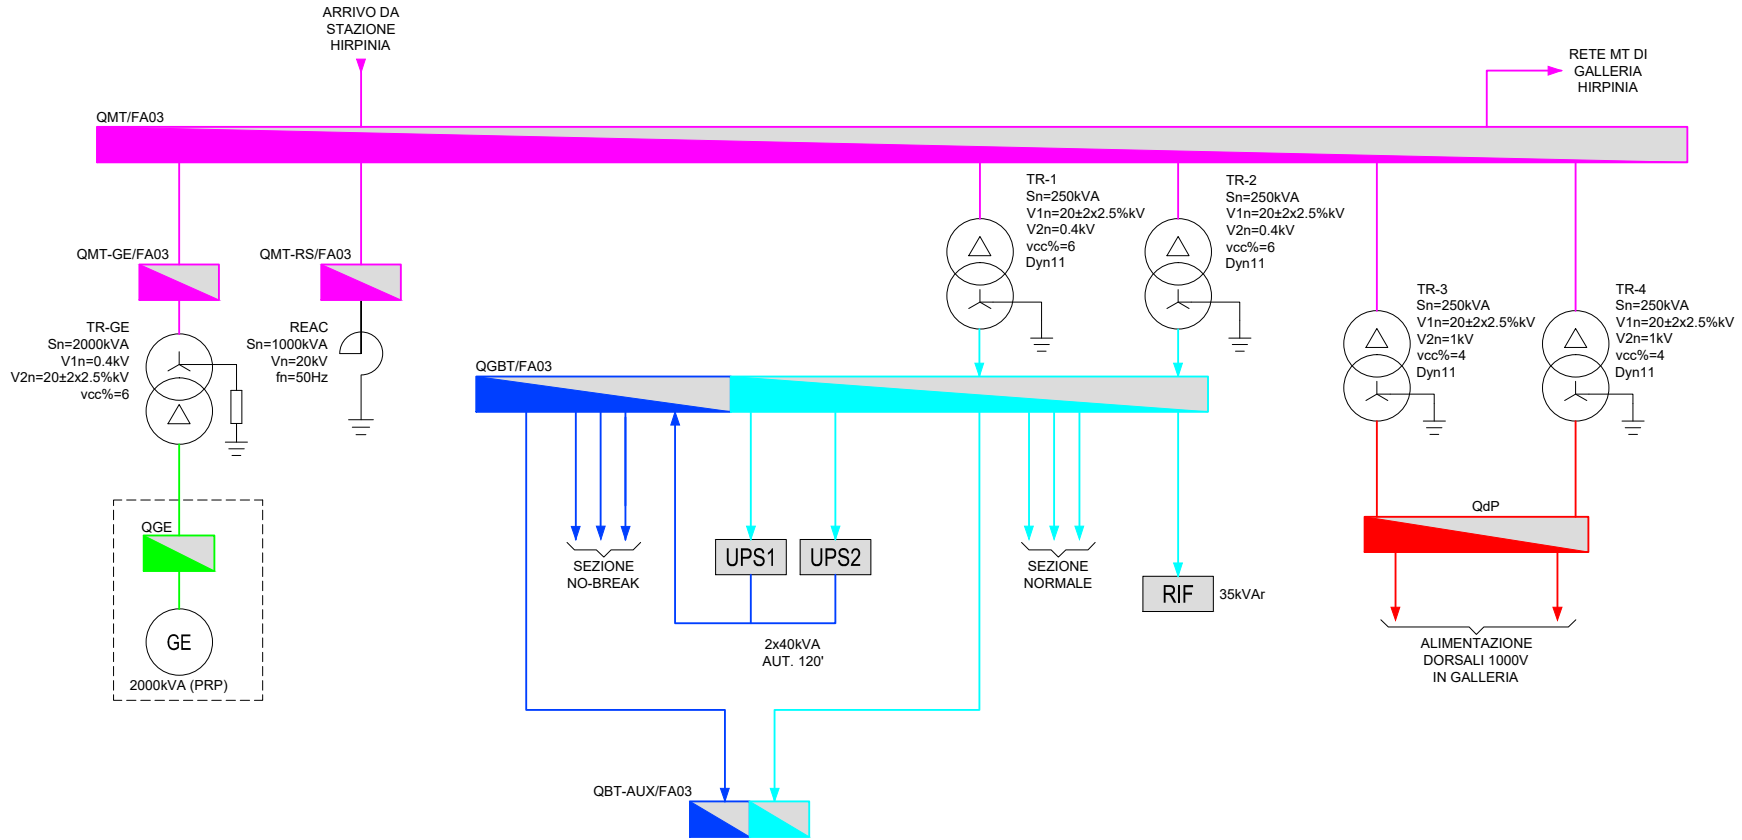 ARRIVO DA
STAZIONE
HIRPINIA
RETE MT DI
GALLERIA
HIRPINIA
QMT/FA03
TR-1
Sn=250kVA
V1n=20±2x2.5%kV
V2n=0.4kV
vcc%=6
Dyn11
TR-2
Sn=250kVA
V1n=20±2x2.5%kV
V2n=0.4kV
vcc%=6
Dyn11
QMT-GE/FA03
QMT-RS/FA03
TR-GE
Sn=2000kVA
V1n=0.4kV
V2n=20±2x2.5%kV
vcc%=6
REAC
Sn=1000kVA
Vn=20kV
fn=50Hz
TR-3
Sn=250kVA
V1n=20±2x2.5%kV
V2n=1kV
vcc%=4
Dyn11
TR-4
Sn=250kVA
V1n=20±2x2.5%kV
V2n=1kV
vcc%=4
Dyn11
QGBT/FA03
QGE
GE
2000kVA (PRP)
SEZIONE
NO-BREAK
UPS1
UPS2
2x40kVA
AUT. 120'
SEZIONE
NORMALE
RIF
35kVAr
QdP
ALIMENTAZIONE
DORSALI 1000V
IN GALLERIA
QBT-AUX/FA03